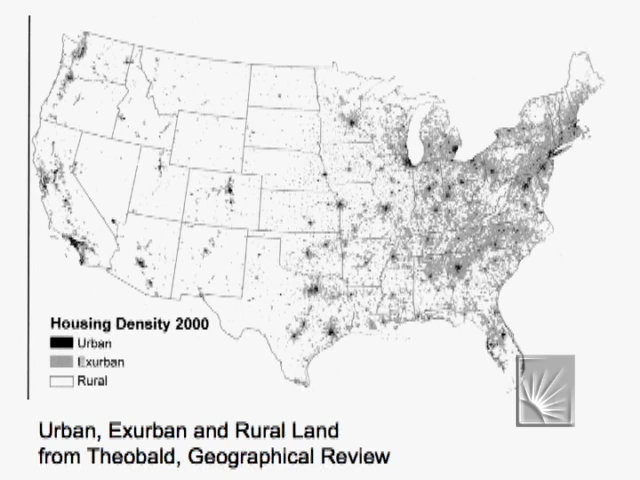 Housing Density 2000
Urban
Exurban
Rural
Urban, Exurban and Rural Land
from Theobald, Geographical Review